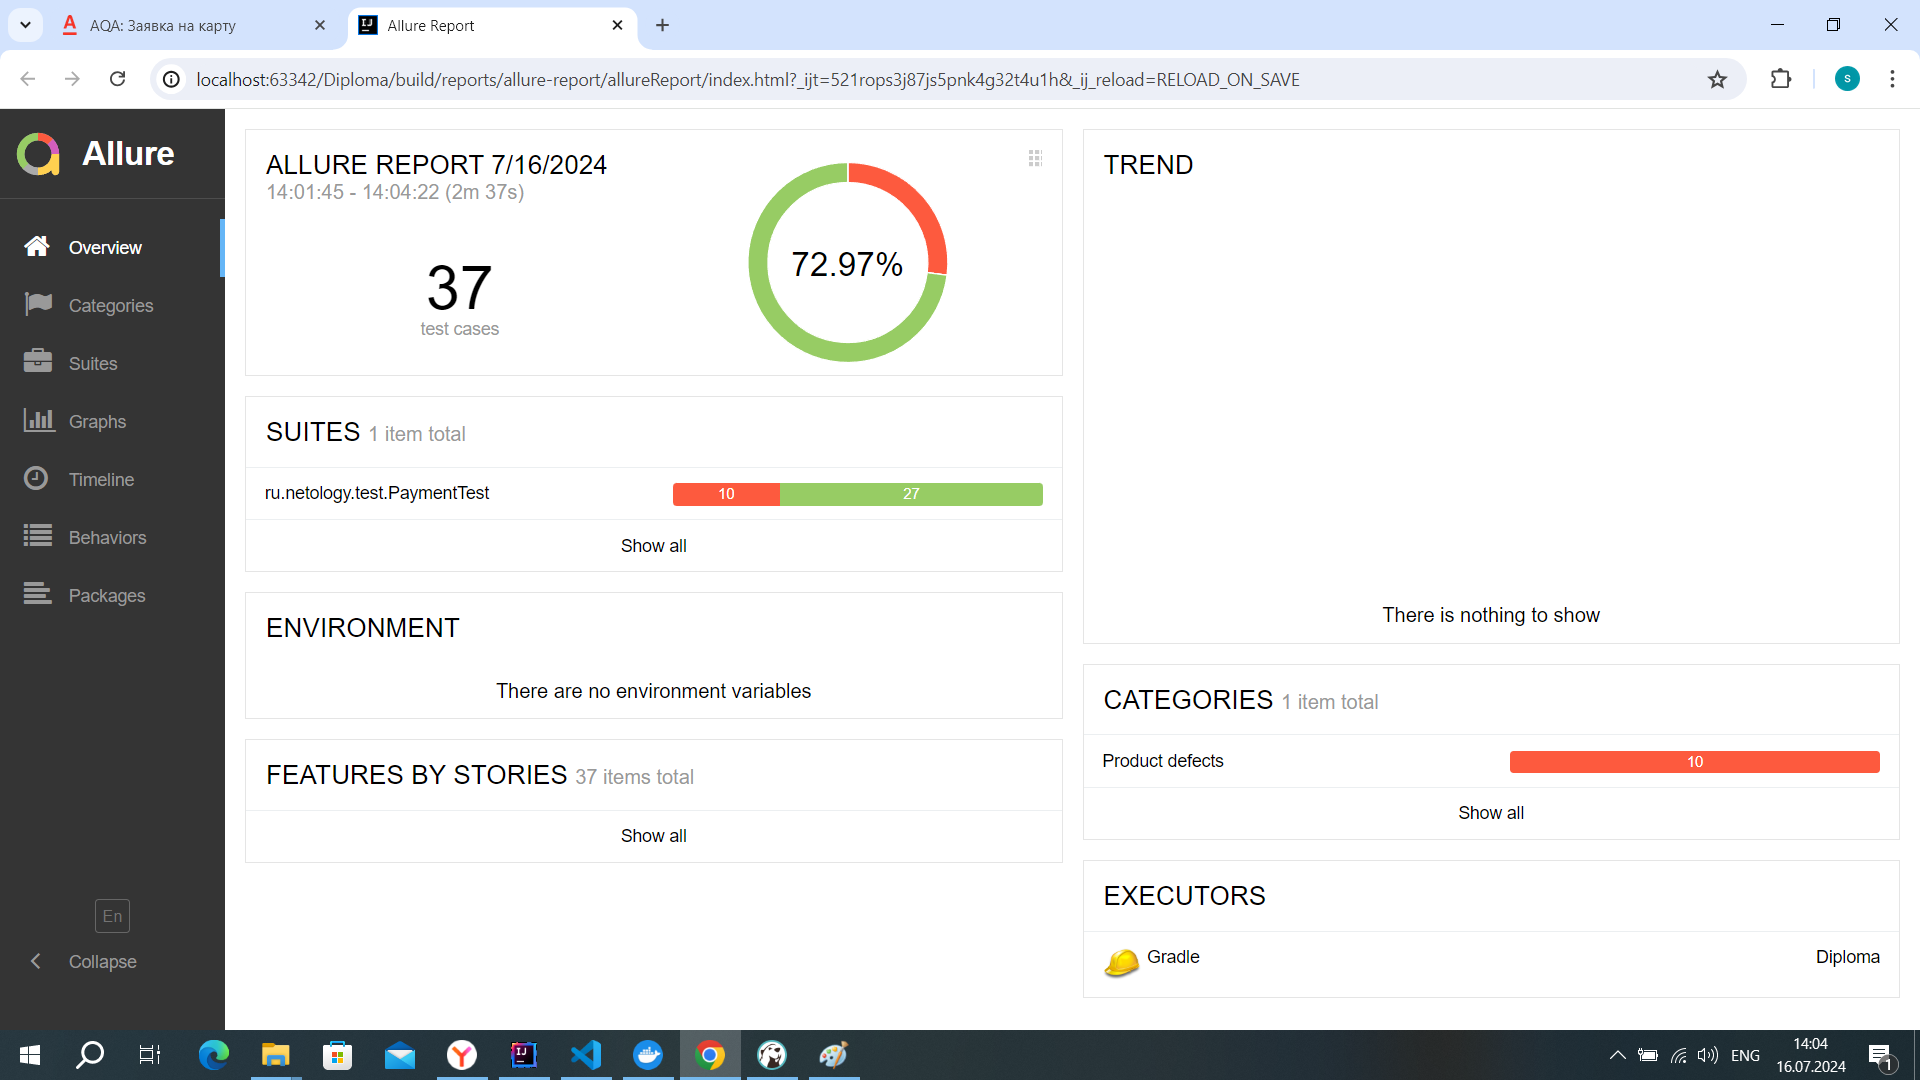 AQA: Заявка на карту
Allure Report
localhost:63342/Diploma/build/reports/allure-report/allureReport/index.html?_ijt=521rops3j87js5pnk4g32t4u1h&_ij_reload=RELOAD_ON_SAVE
s
Allure
Overview
Categories
Suites
Graphs
Timeline
Behaviors
Packages
En
Collapse
ALLURE REPORT 7/16/2024
14:01:45 - 14:04:22 (2m 37s)
37
test cases
72.97%
SUITES 1 item total
ru.netology.test.PaymentTest 10 27
Show all
ENVIRONMENT
There are no environment variables
FEATURES BY STORIES 37 items total
Show all
TREND
There is nothing to show
CATEGORIES 1 item total
Product defects 10
Show all
EXECUTORS
Gradle Diploma
ENG
14:04
16.07.2024
1